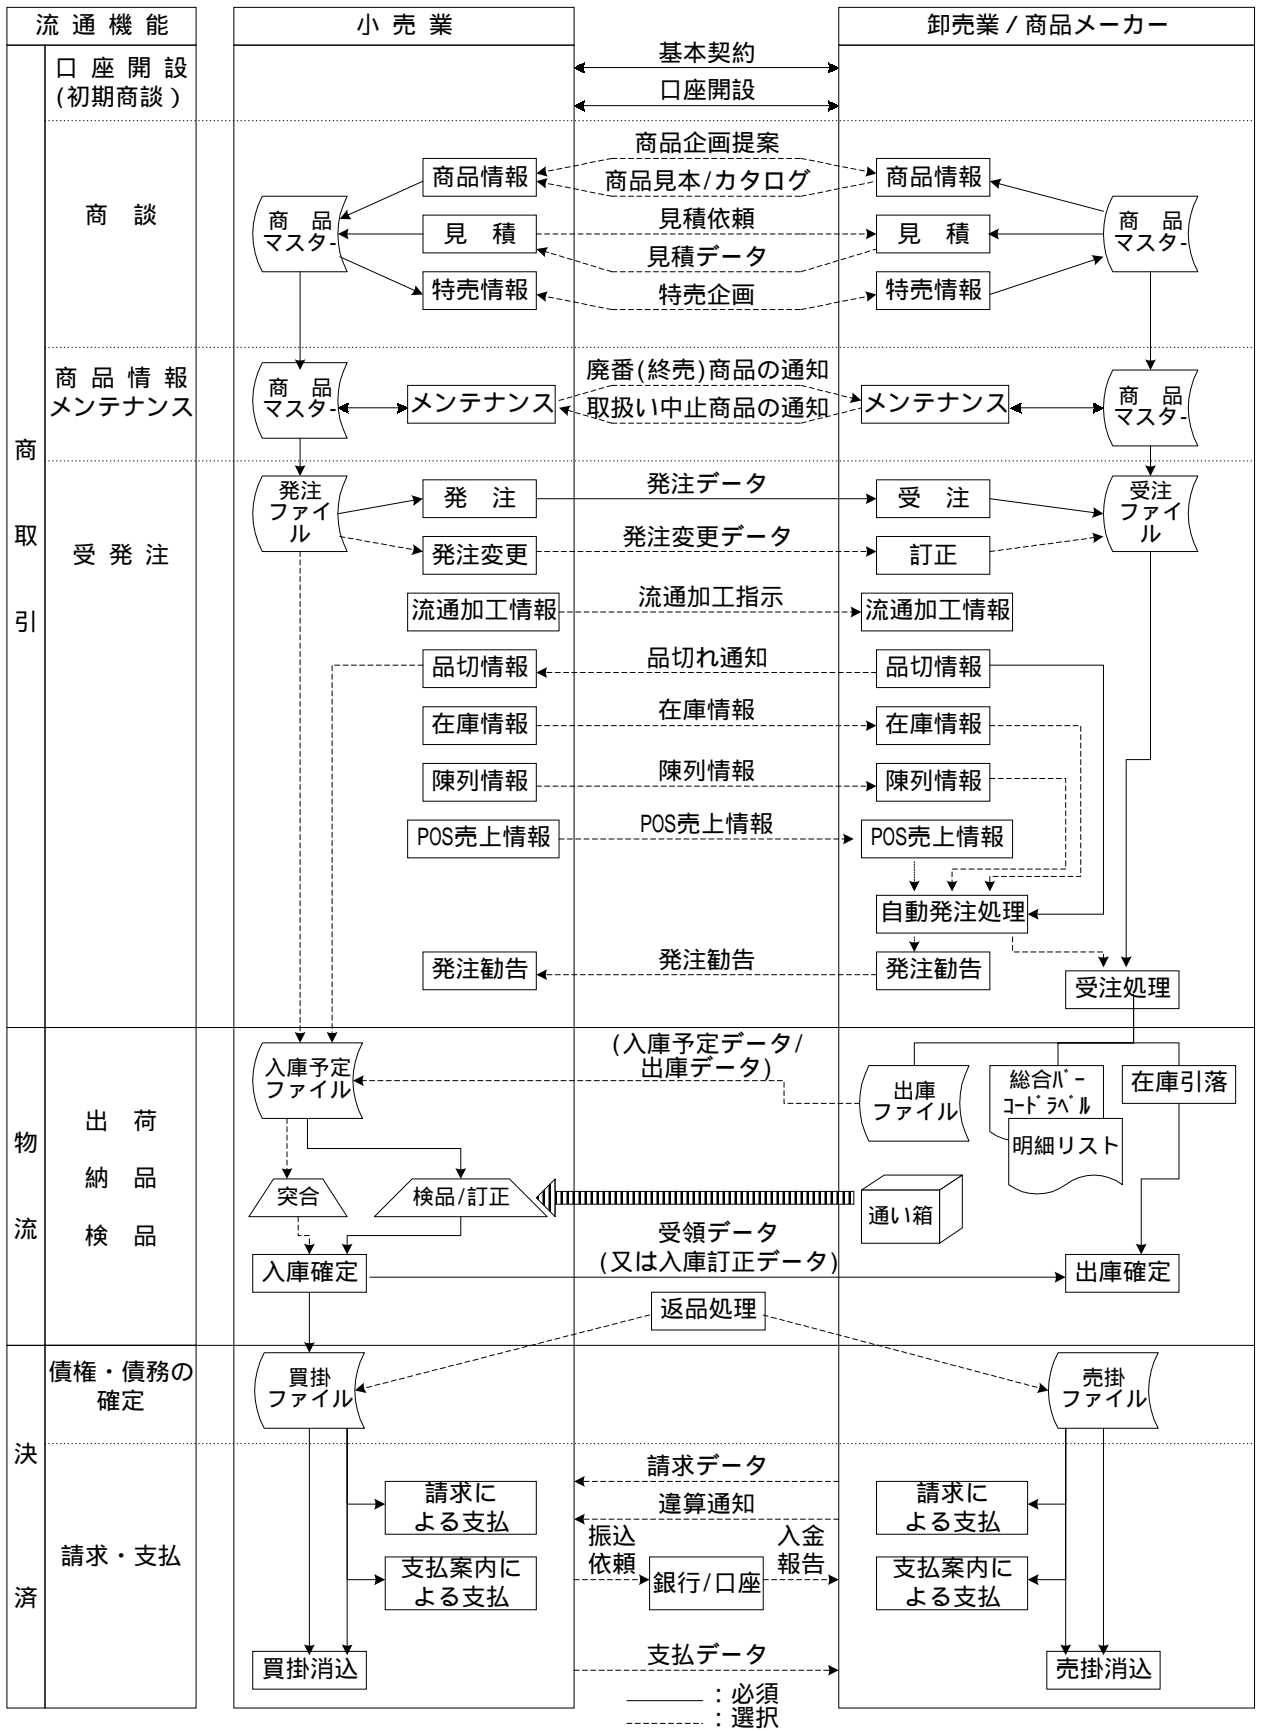 流通機能
小売業
卸売業/商品メーカー
口座開設
(初期商談)
基本契約
口座開設
商談
商品企画提案
商品情報
商品見本/カタログ
商品情報
商品
マスター
見積
見積依頼
見積
商品
マスター
見積データ
特売情報
特売企画
特売情報
商品情報
メンテナンス
商品
マスター
メンテナンス
廃番(終売)商品の通知
取扱い中止商品の通知
メンテナンス
商品
マスター
商取引
受発注
発注
ファイ
ル
発注
発注データ
受注
受注
ファイ
ル
発注変更
発注変更データ
訂正
流通加工情報
流通加工指示
流通加工情報
品切情報
品切れ通知
品切情報
在庫情報
在庫情報
在庫情報
陳列情報
陳列情報
陳列情報
POS売上情報
POS売上情報
POS売上情報
自動発注処理
発注勧告
発注勧告
発注勧告
受注処理
物流
出荷
納品
検品
入庫予定
ファイル
(入庫予定データ/
出庫データ)
出庫
ファイル
総合バー
コードラベル
明細リスト
在庫引落
突合
検品/訂正
通い箱
受領データ
(又は入庫訂正データ)
入庫確定
出庫確定
返品処理
決済
債権・債務の
確定
買掛
ファイル
売掛
ファイル
請求・支払
請求データ
請求に
よる支払
違算通知
請求に
よる支払
振込
依頼
入金
報告
支払案内に
よる支払
銀行/口座
支払案内に
よる支払
買掛消込
支払データ
売掛消込
:必須
:選択